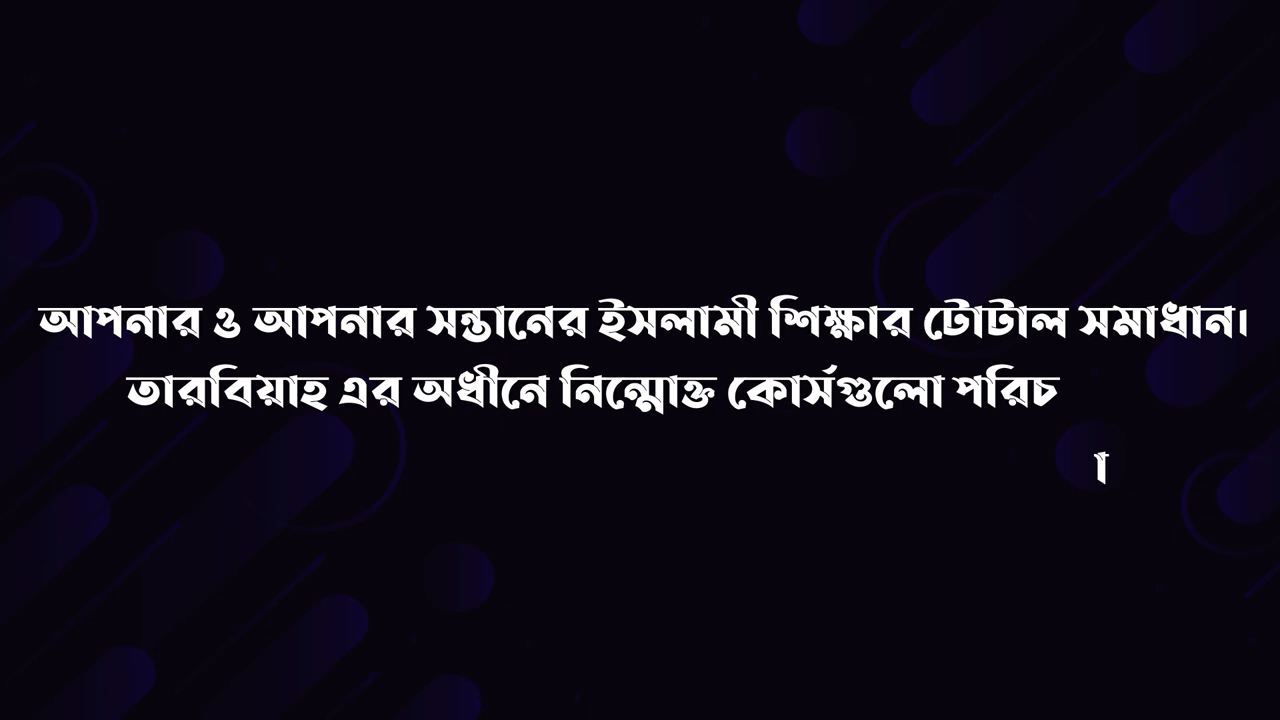 আপনার ও আপনার সন্তানের ইসলামী শিক্ষার টোটাল সমাধান।
তারবিয়াহ এর অধীনে নিন্মোক্ত কোর্সগুলো পরিচ
া